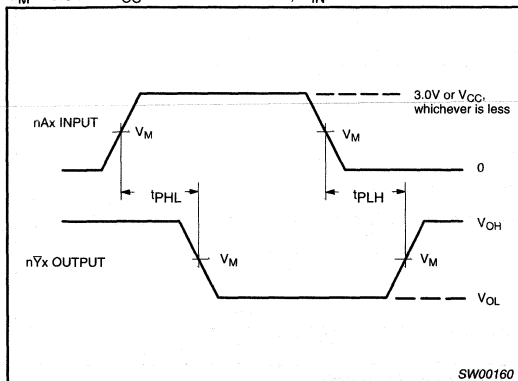 3.0V or VCC,
whichever is less
nAx INPUT
VM
VM
0
tPHL
tPLH
VOH
nY̅x OUTPUT
VM
VM
VOL
SW00160